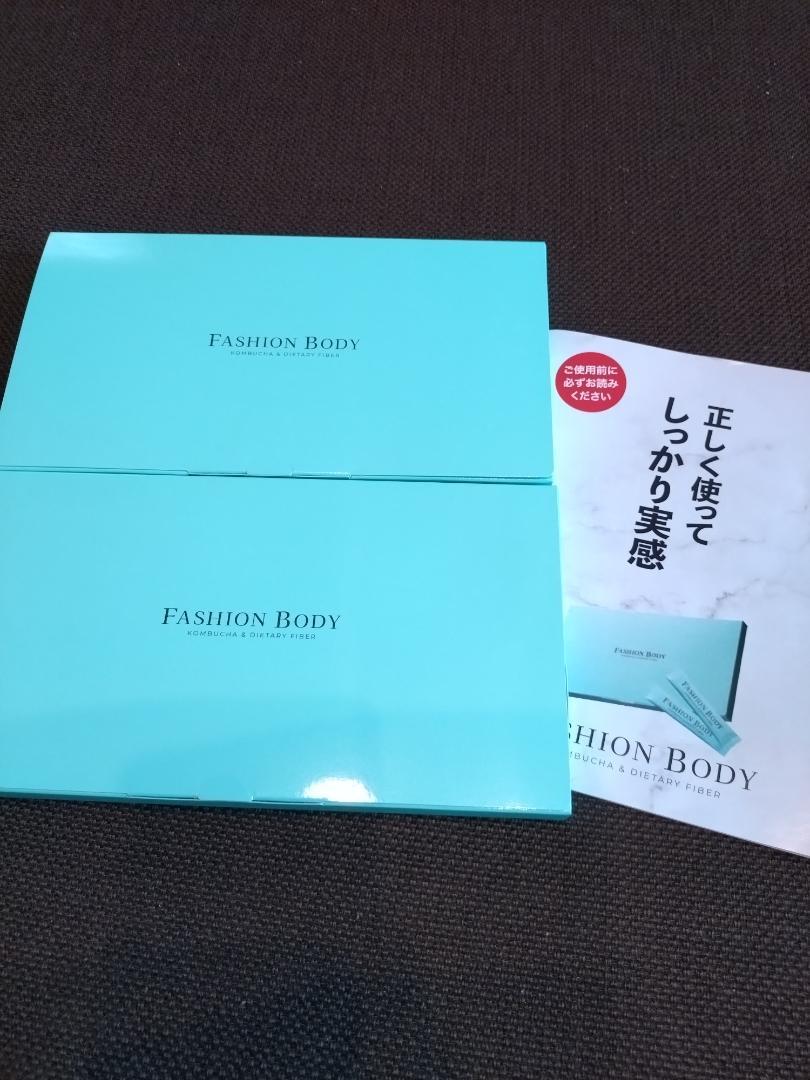 FASHION BODY
KOMBUCHA & DIETARY FIBER
FASHION BODY
KOMBUCHA & DIETARY FIBER
ご使用前に
必ずお読み
ください
正しく使って
しっかり実感
FASHION BODY
FASHION BODY
FASHION BODY
SHION BODY
MBUCHA & DIETARY FIBER